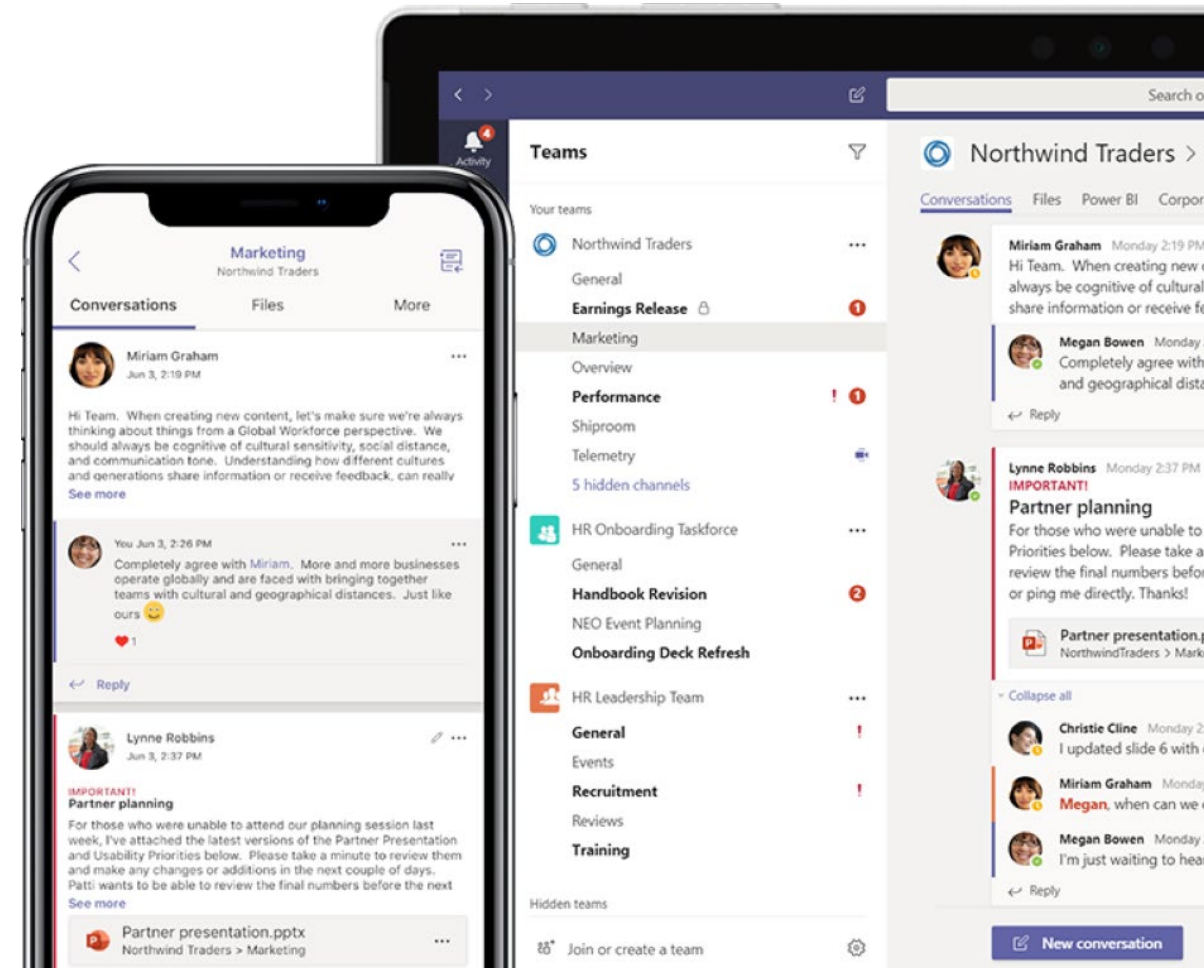 Marketing
Northwind Traders
Conversations Files More
Miriam Graham
Jun 3, 2:19 PM
Hi Team. When creating new content, let's make sure we're always
thinking about things from a Global Workforce perspective. We
should always be cognitive of cultural sensitivity, social distance,
and communication tone. Understanding how different cultures
and generations share information or receive feedback, can really
See more
You Jun 3, 2:26 PM
Completely agree with Miriam. More and more businesses
operate globally and are faced with bringing together
teams with cultural and geographical distances. Just like
ours
1
Reply
Lynne Robbins
Jun 3, 2:37 PM
IMPORTANT!
Partner planning
For those who were unable to attend our planning session last
week, I've attached the latest versions of the Partner Presentation
and Usability Priorities below. Please take a minute to review them
and make any changes or additions in the next couple of days.
Patti wants to be able to review the final numbers before the next
See more
Partner presentation.pptx
Northwind Traders > Marketing
4
Activity
Teams
Your teams
Northwind Traders
General
Earnings Release 1
Marketing
Overview
Performance ! 1
Shiproom
Telemetry
5 hidden channels
HR Onboarding Taskforce
General
Handbook Revision 2
NEO Event Planning
Onboarding Deck Refresh
HR Leadership Team
General !
Events
Recruitment !
Reviews
Training
Hidden teams
Join or create a team
Search o
Northwind Traders >
Conversations Files Power BI Corpor
Miriam Graham Monday 2:19 PM
Hi Team. When creating new
always be cognitive of cultural
share information or receive fe
Megan Bowen Monday
Completely agree with
and geographical dista
Reply
Lynne Robbins Monday 2:37 PM
IMPORTANT!
Partner planning
For those who were unable to
Priorities below. Please take a
review the final numbers befor
or ping me directly. Thanks!
Partner presentation.p
NorthwindTraders > Mark
Collapse all
Christie Cline Monday 2:
I updated slide 6 with
Miriam Graham Monday
Megan, when can we
Megan Bowen Monday
I'm just waiting to hear
Reply
New conversation